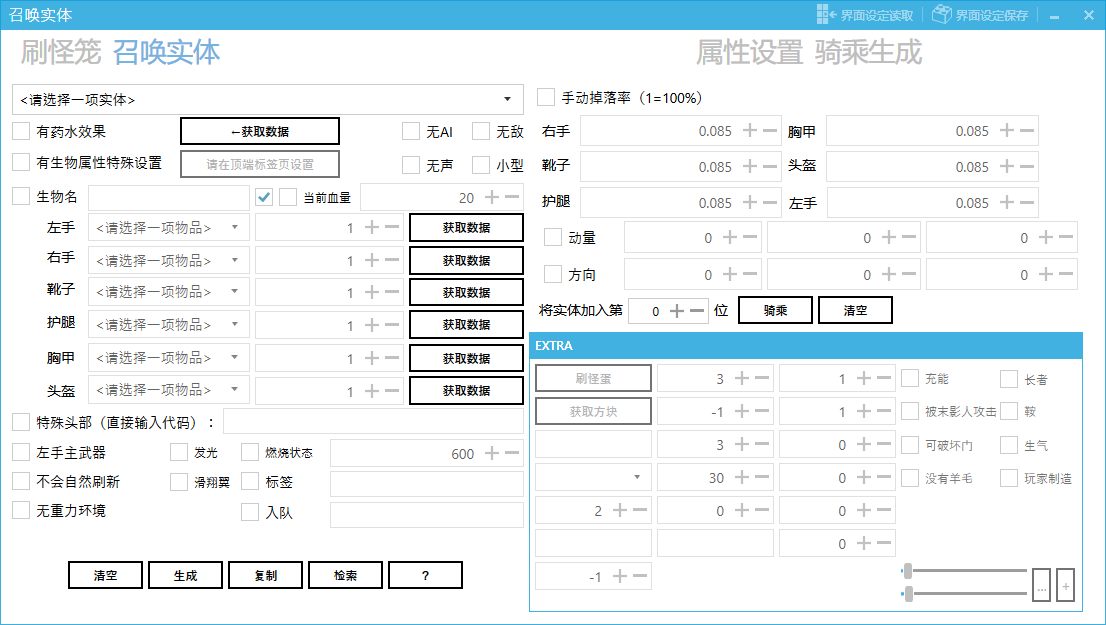 召唤实体
界面设定读取 界面设定保存
刷怪笼 召唤实体
属性设置 骑乘生成
<请选择一项实体>
有药水效果 ←获取数据 无AI 无敌
有生物属性特殊设置 请在顶端标签页设置 无声 小型
生物名 当前血量 20
左手 <请选择一项物品> 1 获取数据
右手 <请选择一项物品> 1 获取数据
靴子 <请选择一项物品> 1 获取数据
护腿 <请选择一项物品> 1 获取数据
胸甲 <请选择一项物品> 1 获取数据
头盔 <请选择一项物品> 1 获取数据
特殊头部（直接输入代码）：
左手主武器 发光 燃烧状态 600
不会自然刷新 滑翔翼 标签
无重力环境 入队
清空 生成 复制 检索 ?
手动掉落率（1=100%）
右手 0.085 胸甲 0.085
靴子 0.085 头盔 0.085
护腿 0.085 左手 0.085
动量 0 0 0
方向 0 0 0
将实体加入第 0 位 骑乘 清空
EXTRA
刷怪蛋 3 1 充能 长者
获取方块 -1 1 被末影人攻击 鞍
3 0 可破坏门 生气
30 0 没有羊毛 玩家制造
2 0 0
0
-1
... +